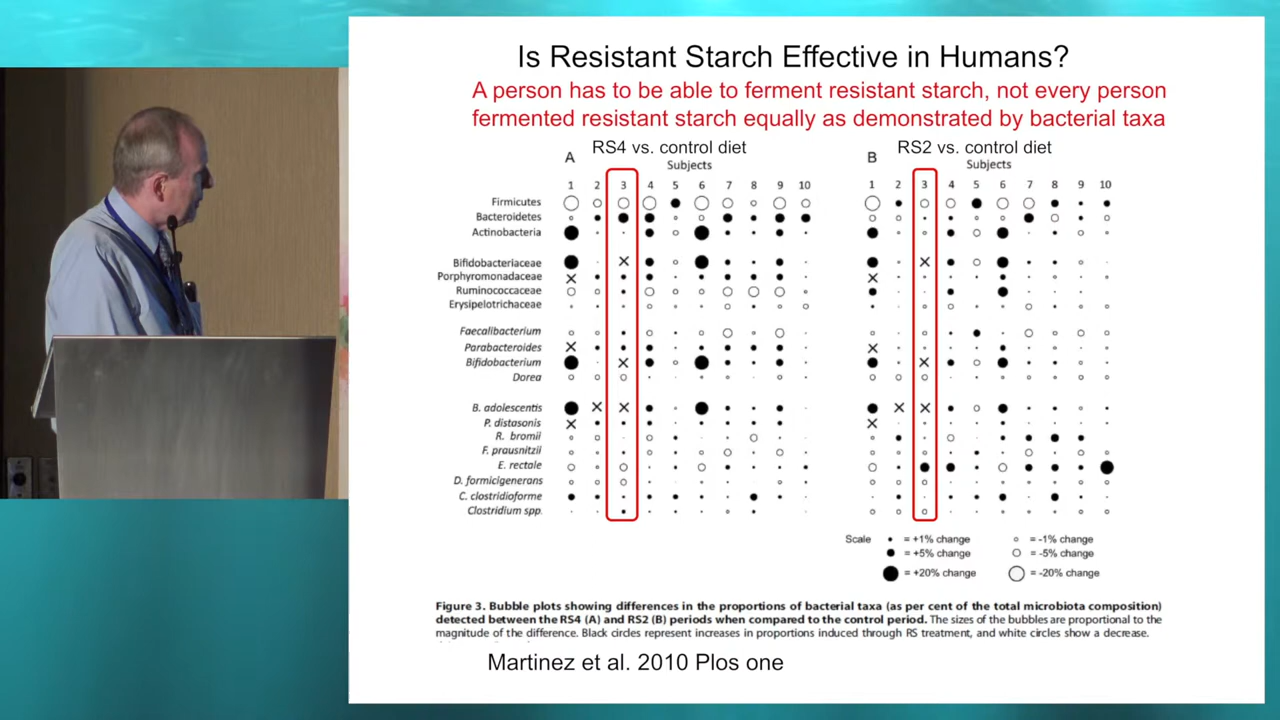 Is Resistant Starch Effective in Humans?
A person has to be able to ferment resistant starch, not every person
fermented resistant starch equally as demonstrated by bacterial taxa
A
RS4 vs. control diet
Subjects
1 2 3 4 5 6 7 8 9 10
B
RS2 vs. control diet
Subjects
1 2 3 4 5 6 7 8 9 10
Firmicutes
Bacteroidetes
Actinobacteria
Bifidobacteriaceae
Porphyromonadaceae
Ruminococcaceae
Erysipelotrichaceae
Faecalibacterium
Parabacteroides
Bifidobacterium
Dorea
B. adolescentis
P. distasonis
R. bromii
F. prausnitzii
E. rectale
D. formicigenerans
C. clostridioforme
Clostridium spp.
Scale
= +1% change
= -1% change
= +5% change
= -5% change
= +20% change
= -20% change
Figure 3. Bubble plots showing differences in the proportions of bacterial taxa (as per cent of the total microbiota composition)
detected between the RS4 (A) and RS2 (B) periods when compared to the control period. The sizes of the bubbles are proportional to the
magnitude of the difference. Black circles represent increases in proportions induced through RS treatment, and white circles show a decrease.
Martinez et al. 2010 Plos one